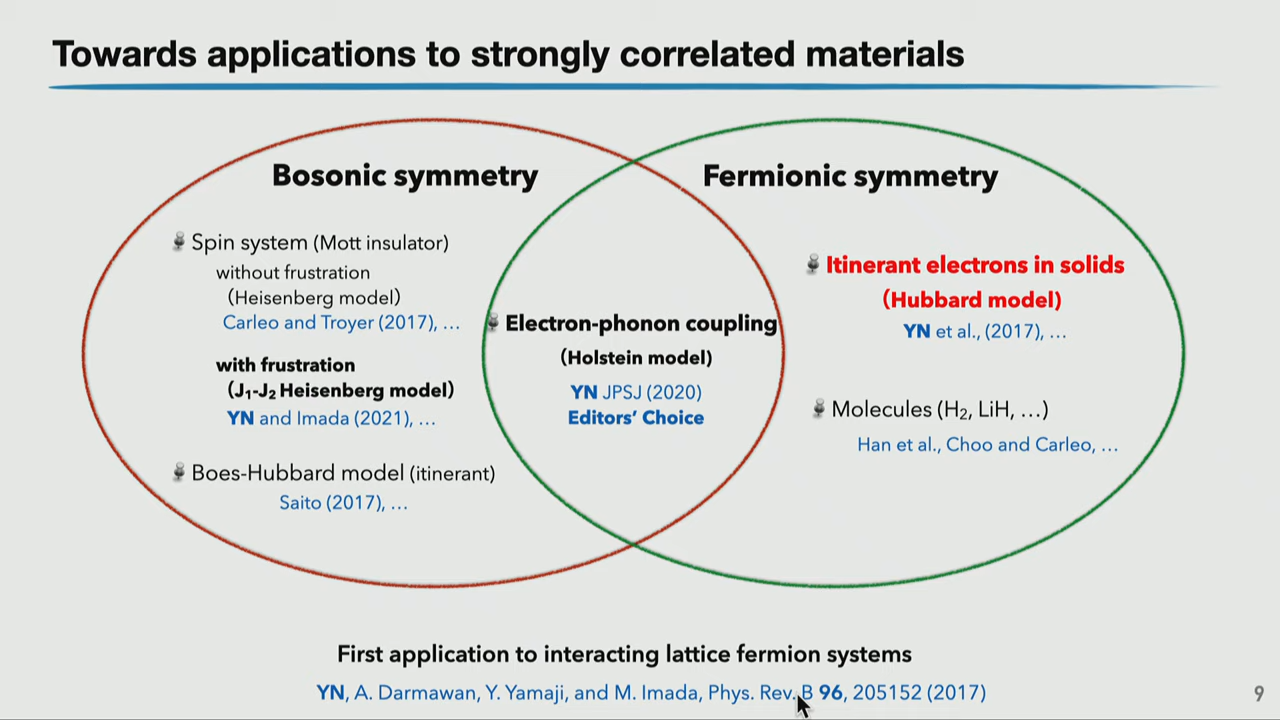 Towards applications to strongly correlated materials
Bosonic symmetry
Spin system (Mott insulator)
without frustration
(Heisenberg model)
Carleo and Troyer (2017), …
with frustration
(J₁-J₂ Heisenberg model)
YN and Imada (2021), …
Boes-Hubbard model (itinerant)
Saito (2017), …
Electron-phonon coupling
(Holstein model)
YN JPSJ (2020)
Editors’ Choice
Fermionic symmetry
Itinerant electrons in solids
(Hubbard model)
YN et al., (2017), …
Molecules (H₂, LiH, …)
Han et al., Choo and Carleo, …
First application to interacting lattice fermion systems
YN, A. Darmawan, Y. Yamaji, and M. Imada, Phys. Rev. B 96, 205152 (2017)
9